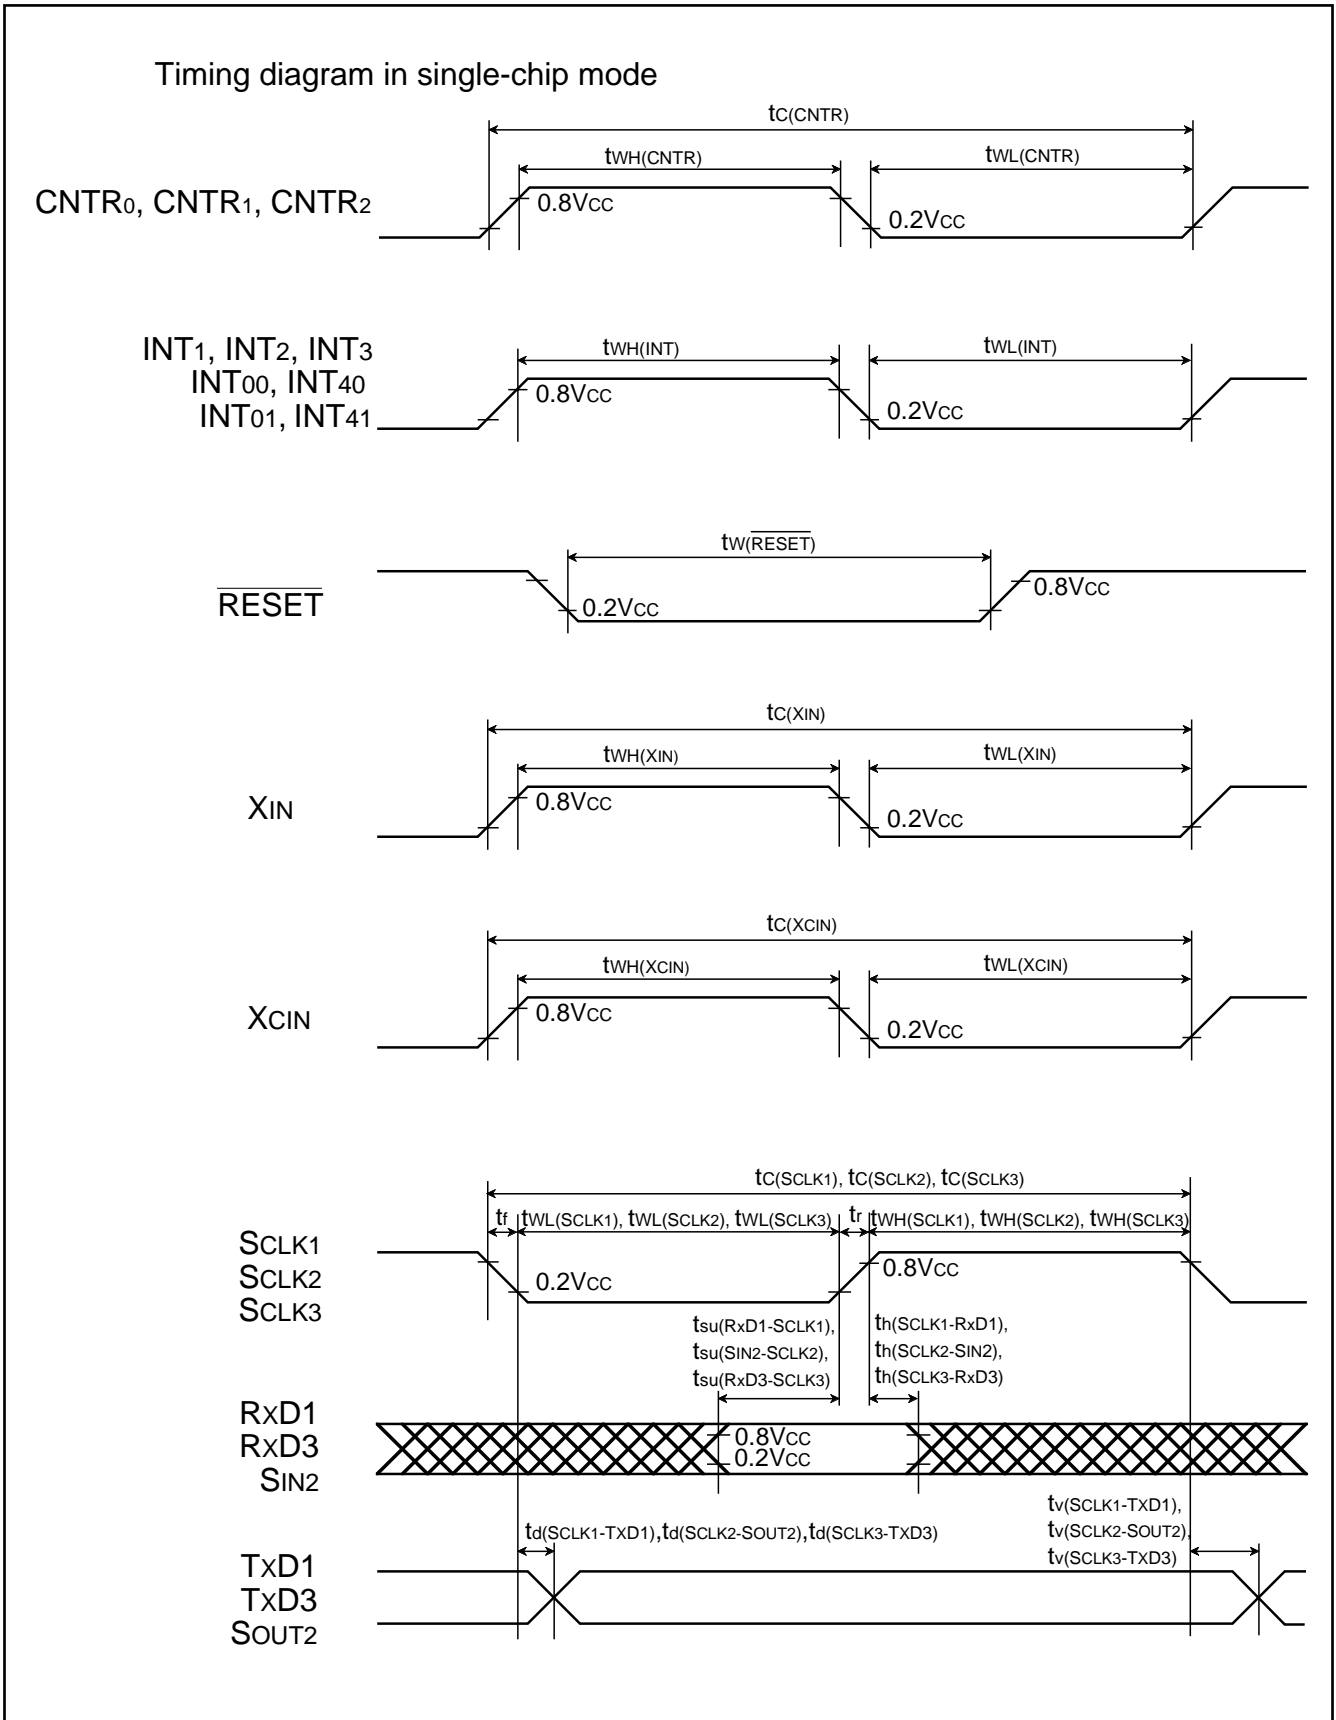 Timing diagram in single-chip mode
tC(CNTR)
tWH(CNTR)
tWL(CNTR)
CNTR0, CNTR1, CNTR2
0.8VCC
0.2VCC
INT1, INT2, INT3
INT00, INT40
INT01, INT41
tWH(INT)
tWL(INT)
0.8VCC
0.2VCC
tW(RESET)
RESET
0.2VCC
0.8VCC
tC(XIN)
tWH(XIN)
tWL(XIN)
XIN
0.8VCC
0.2VCC
tC(XCIN)
tWH(XCIN)
tWL(XCIN)
XCIN
0.8VCC
0.2VCC
tC(SCLK1), tC(SCLK2), tC(SCLK3)
tf
tWL(SCLK1), tWL(SCLK2), tWL(SCLK3)
tr
tWH(SCLK1), tWH(SCLK2), tWH(SCLK3)
SCLK1
SCLK2
SCLK3
0.2VCC
0.8VCC
tsu(RxD1-SCLK1),
tsu(SIN2-SCLK2),
tsu(RxD3-SCLK3)
th(SCLK1-RxD1),
th(SCLK2-SIN2),
th(SCLK3-RxD3)
RXD1
RXD3
SIN2
0.8VCC
0.2VCC
td(SCLK1-TXD1),td(SCLK2-SOUT2),td(SCLK3-TXD3)
tv(SCLK1-TXD1),
tv(SCLK2-SOUT2),
tv(SCLK3-TXD3)
TXD1
TXD3
SOUT2